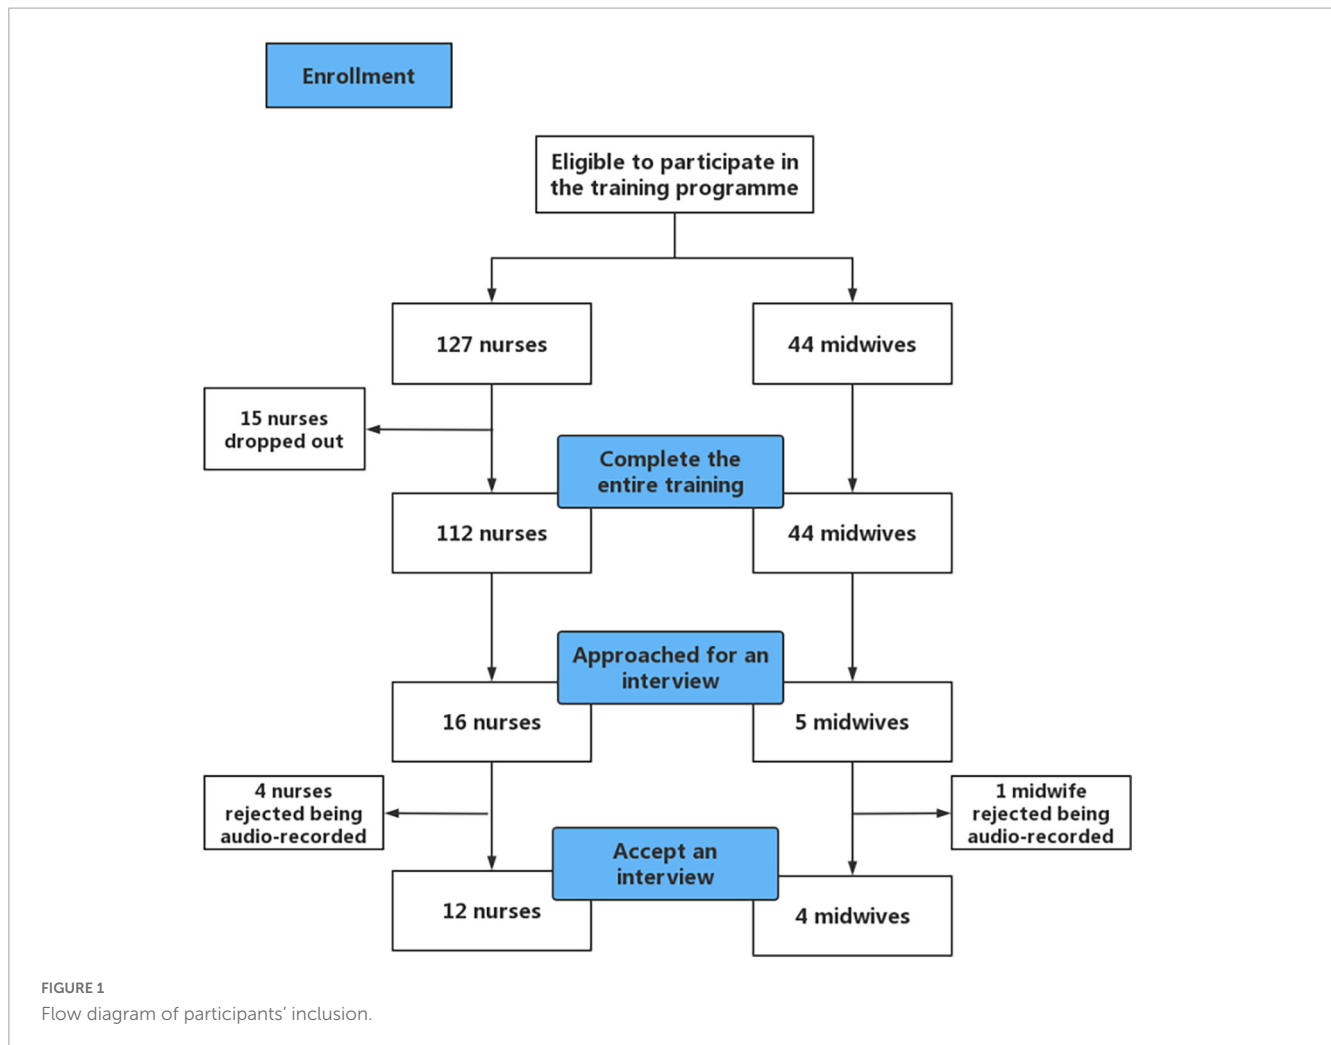 Enrollment
Eligible to participate in
the training programme
127 nurses
44 midwives
15 nurses
dropped out
Complete the
entire training
112 nurses
44 midwives
Approached for an
interview
16 nurses
5 midwives
4 nurses
rejected being
audio-recorded
1 midwife
rejected being
audio-recorded
Accept an
interview
12 nurses
4 midwives
FIGURE 1
Flow diagram of participants’ inclusion.